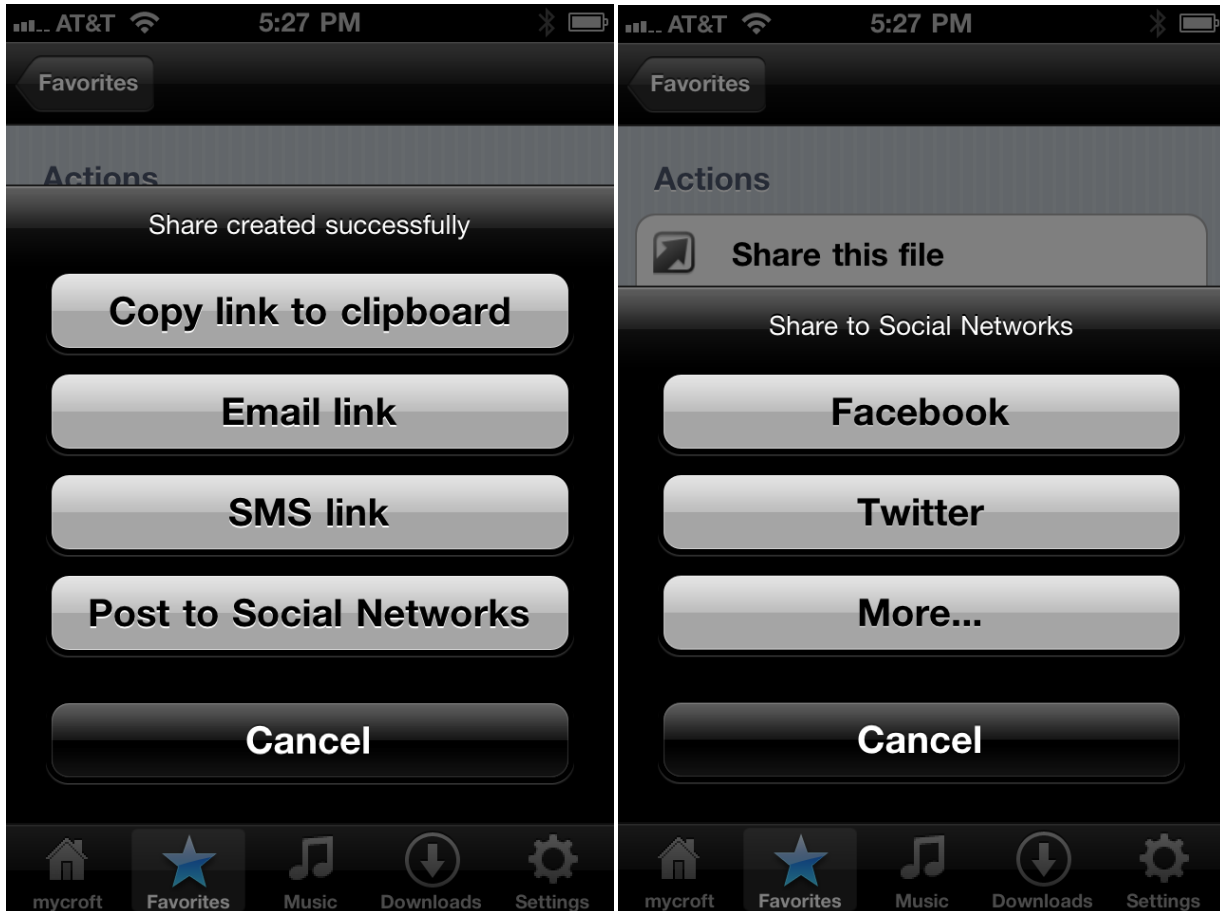 AT&T 5:27 PM
Favorites
Actions
Share created successfully
Copy link to clipboard
Email link
SMS link
Post to Social Networks
Cancel
mycroft Favorites Music Downloads Settings
AT&T 5:27 PM
Favorites
Actions
Share this file
Share to Social Networks
Facebook
Twitter
More...
Cancel
mycroft Favorites Music Downloads Settings